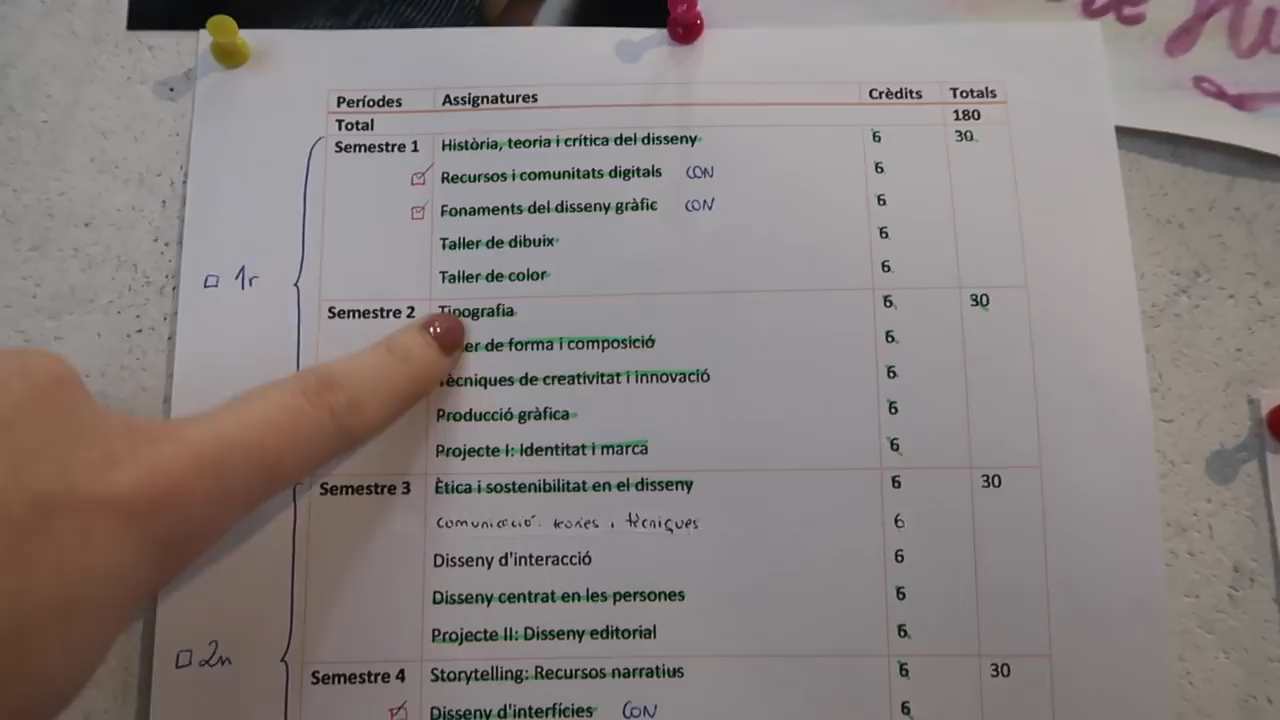 Períodes Assignatures Crèdits Totals
Total 180
Semestre 1 Història, teoria i crítica del disseny 6 30
Recursos i comunitats digitals CON 6
Fonaments del disseny gràfic CON 6
Taller de dibuix 6
1r Taller de color 6
Semestre 2 Tipografia 6 30
de forma i composició 6
Tècniques de creativitat i innovació 6
Producció gràfica 6
Projecte I: Identitat i marca 6
Semestre 3 Ètica i sostenibilitat en el disseny 6 30
Comunicació: teories i tècniques 6
Disseny d'interacció 6
Disseny centrat en les persones 6
2n Projecte II: Disseny editorial 6
Semestre 4 Storytelling: Recursos narratius 6 30
Disseny d'interfícies CON 6